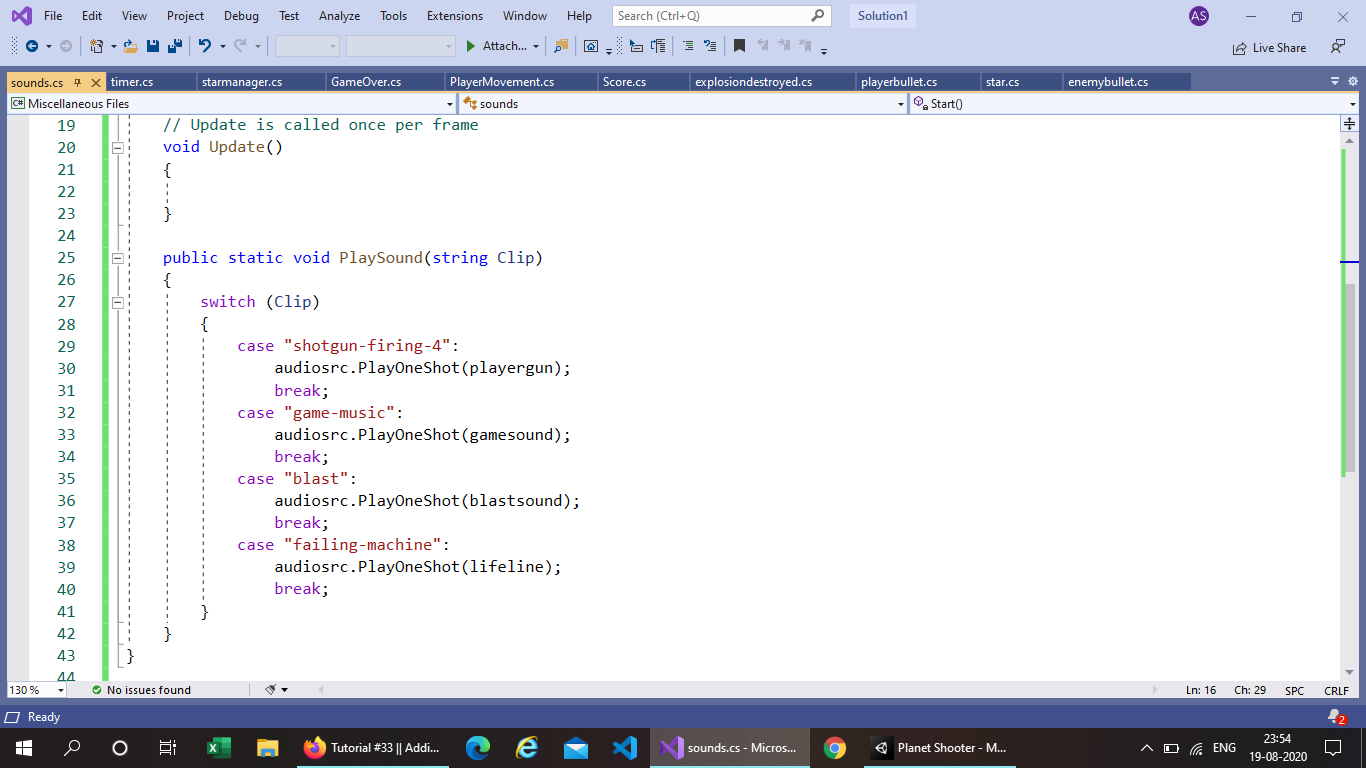 File Edit View Project Debug Test Analyze Tools Extensions Window Help Search (Ctrl+Q) Solution1 AS
Attach... Live Share
sounds.cs timer.cs starmanager.cs GameOver.cs PlayerMovement.cs Score.cs explosiondestroyed.cs playerbullet.cs star.cs enemybullet.cs
C# Miscellaneous Files sounds Start()
19 // Update is called once per frame
20 void Update()
21 {
22
23 }
24
25 public static void PlaySound(string Clip)
26 {
27 switch (Clip)
28 {
29 case "shotgun-firing-4":
30 audiosrc.PlayOneShot(playergun);
31 break;
32 case "game-music":
33 audiosrc.PlayOneShot(gamesound);
34 break;
35 case "blast":
36 audiosrc.PlayOneShot(blastsound);
37 break;
38 case "failing-machine":
39 audiosrc.PlayOneShot(lifeline);
40 break;
41 }
42 }
43 }
44
130 % No issues found Ln: 16 Ch: 29 SPC CRLF
Ready 2
Tutorial #33 || Addi... sounds.cs - Micros... Planet Shooter - M... ENG 23:54
19-08-2020